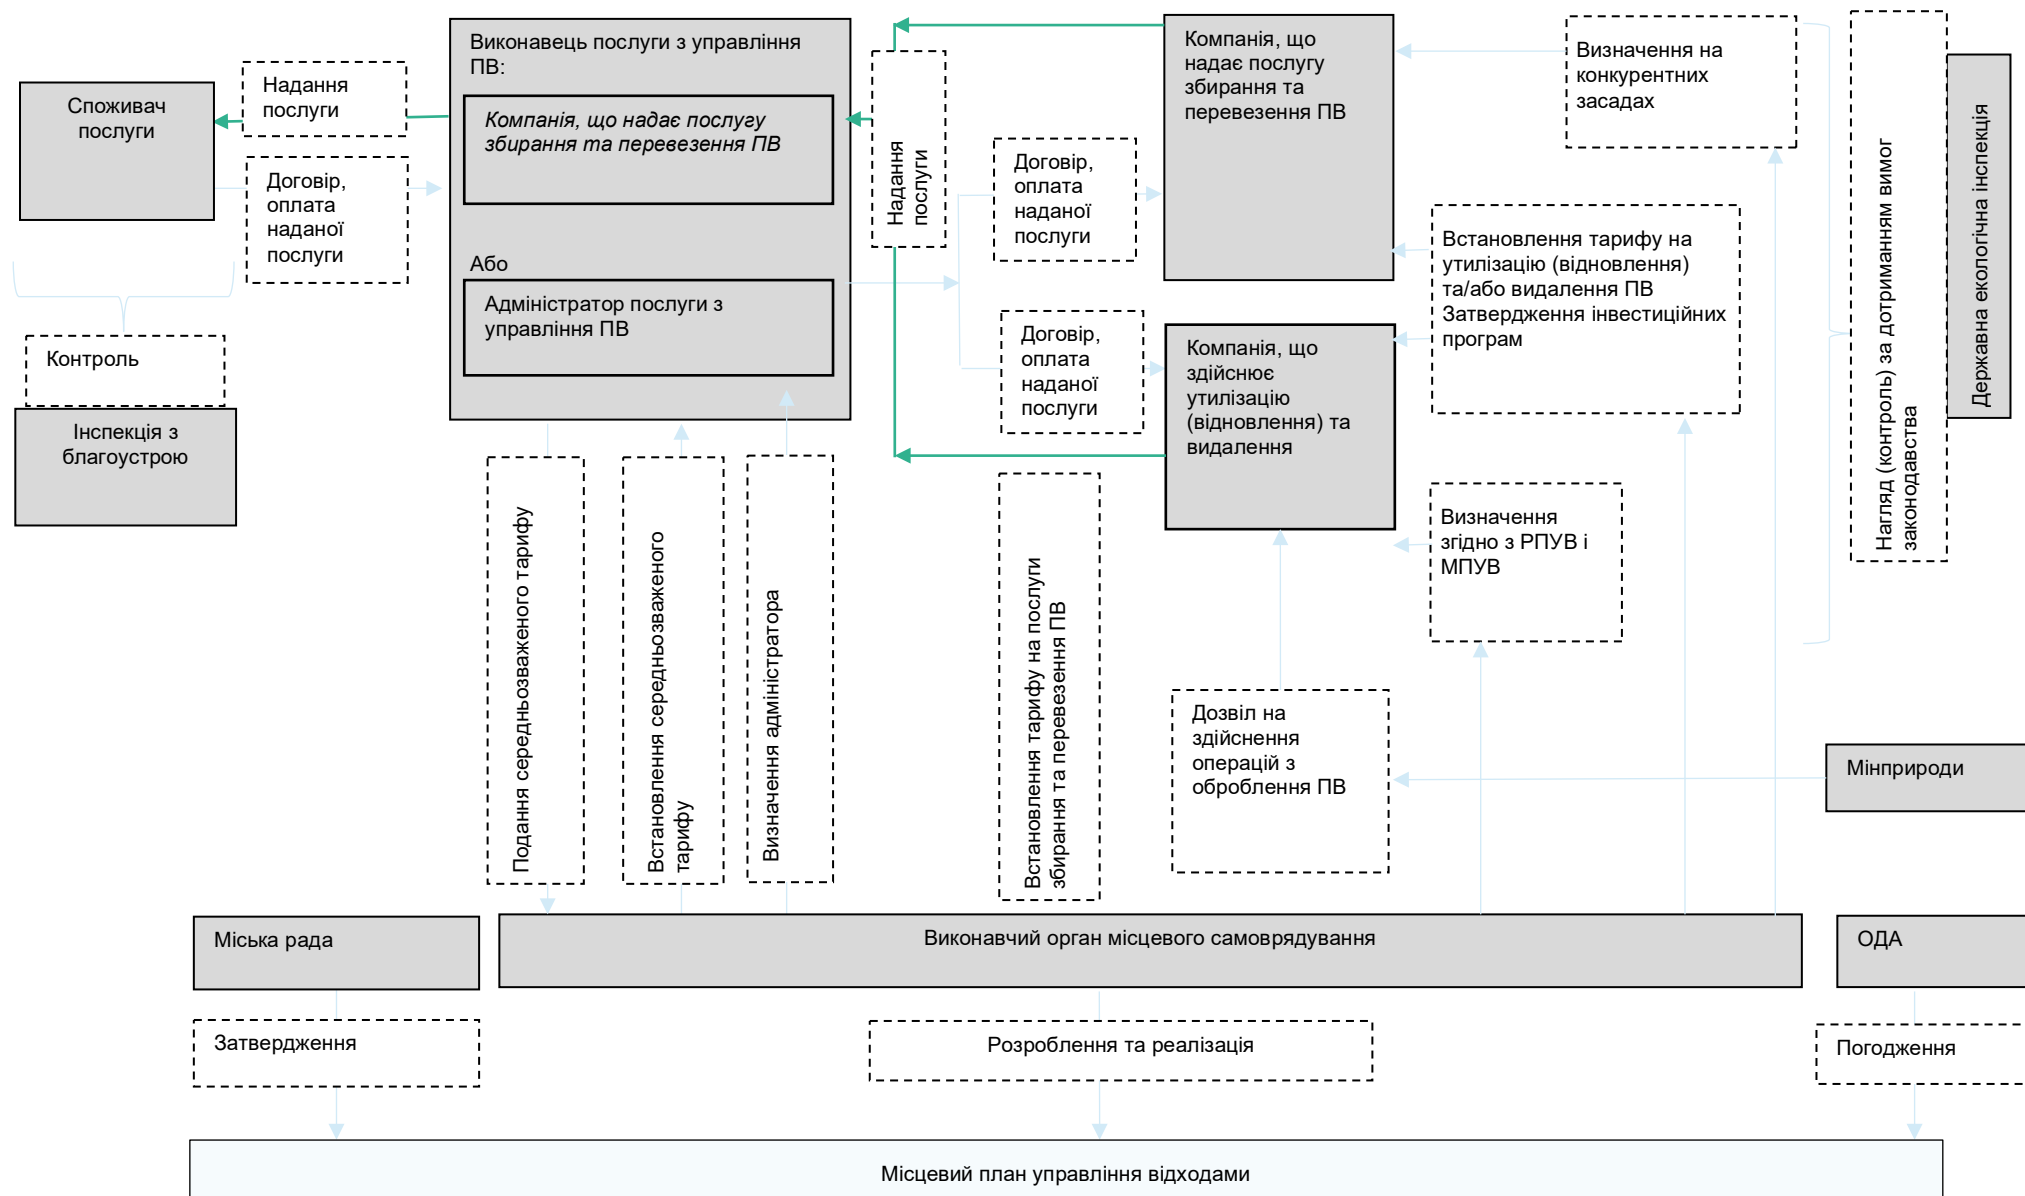 Споживач
послуги
Надання
послуги
Договір,
оплата
наданої
послуги
Контроль
Інспекція з
благоустрою
Виконавець послуги з управління
ПВ:
Компанія, що надає послугу
збирання та перевезення ПВ
Або
Адміністратор послуги з
управління ПВ
Надання
послуги
Договір,
оплата
наданої
послуги
Договір,
оплата
наданої
послуги
Компанія, що
надає послугу
збирання та
перевезення ПВ
Компанія, що
здійснює
утилізацію
(відновлення) та
видалення
Визначення на
конкурентних
засадах
Встановлення тарифу на
утилізацію (відновлення)
та/або видалення ПВ
Затвердження інвестиційних
програм
Визначення
згідно з РПУВ і
МПУВ
Нагляд (контроль) за дотриманням вимог
законодавства
Державна екологічна інспекція
Подання середньозваженого тарифу
Встановлення середньозваженого
тарифу
Визначення адміністратора
Встановлення тарифу на послуги
збирання та перевезення ПВ
Дозвіл на
здійснення
операцій з
оброблення ПВ
Мінприроди
Міська рада
Виконавчий орган місцевого самоврядування
ОДА
Затвердження
Розроблення та реалізація
Погодження
Місцевий план управління відходами